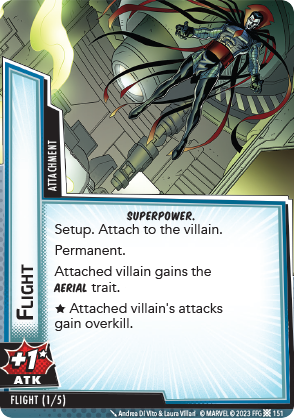 ATTACHMENT
FLIGHT
SUPERPOWER.
Setup. Attach to the villain.
Permanent.
Attached villain gains the
AERIAL trait.
★ Attached villain's attacks
gain overkill.
+1★
ATK
FLIGHT (1/5)
Andrea Di Vito & Laura Villari © MARVEL © 2023 FFG 151